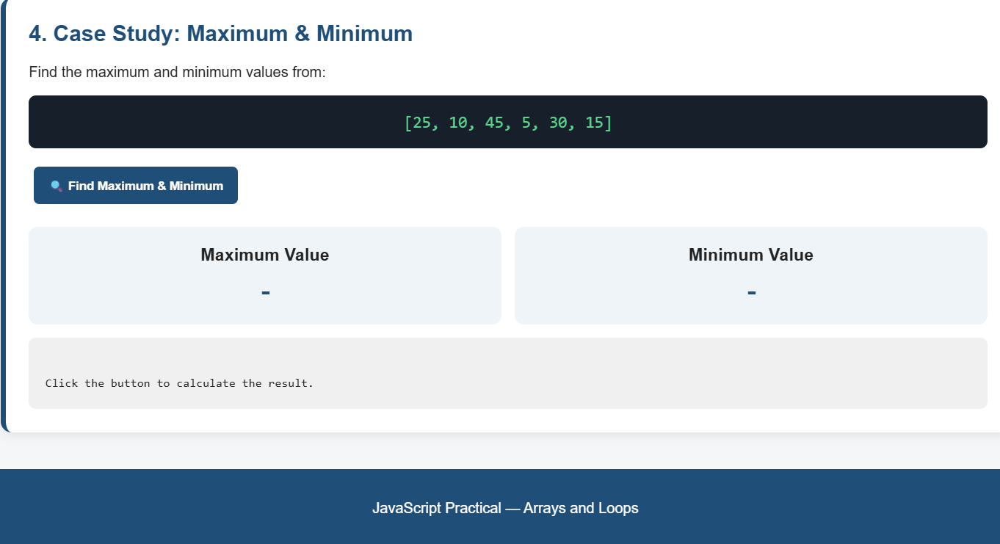 4. Case Study: Maximum & Minimum
Find the maximum and minimum values from:
[25, 10, 45, 5, 30, 15]
🔍 Find Maximum & Minimum
Maximum Value
-
Minimum Value
-
Click the button to calculate the result.
JavaScript Practical — Arrays and Loops